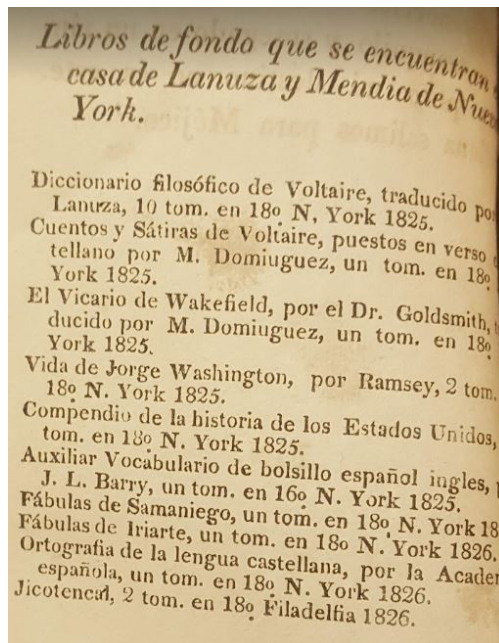 Libros de fondo que se encuentran
casa de Lanuza y Mendia de Nue
York.
Diccionario filosófico de Voltaire, traducido por
Lanuza, 10 tom. en 18º N, York 1825.
Cuentos y Sátiras de Voltaire, puestos en verso
tellano por M. Domiuguez, un tom. en 18º
York 1825.
El Vicario de Wakefield, por el Dr. Goldsmith,
ducido por M. Domiuguez, un tom. en 18º
York 1825.
Vida de Jorge Washington, por Ramsey, 2 tom.
18º N. York 1825.
Compendio de la historia de los Estados Unidos,
tom. en 18º N. York 1825.
Auxiliar Vocabulario de bolsillo español ingles,
J. L. Barry, un tom. en 16º N. York 1825.
Fábulas de Samaniego, un tom. en 18º N. York 18
Fábulas de Iriarte, un tom. en 18º N. York 1826.
Ortografia de la lengua castellana, por la Acade
española, un tom. en 18º N. York 1826.
Jicotencal, 2 tom. en 18º Filadelfia 1826.